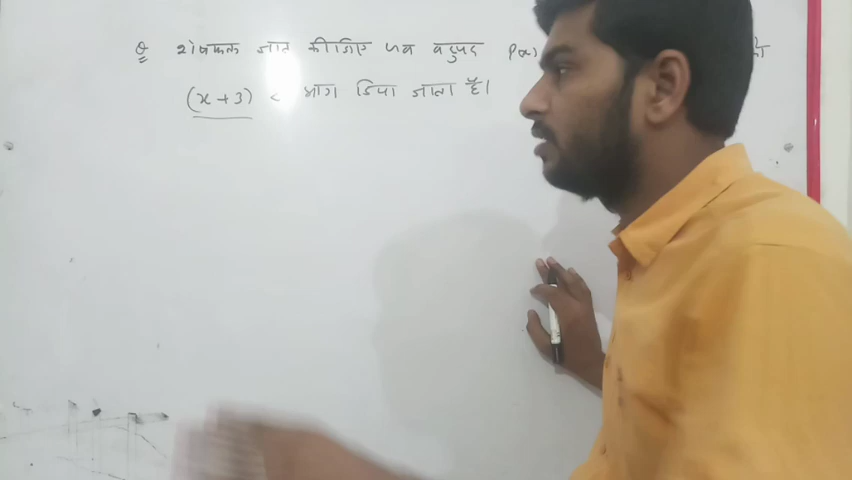 Q शेषफल ज्ञात कीजिए जब बहुपद P(x) को
(x+3) से भाग दिया जाता है।